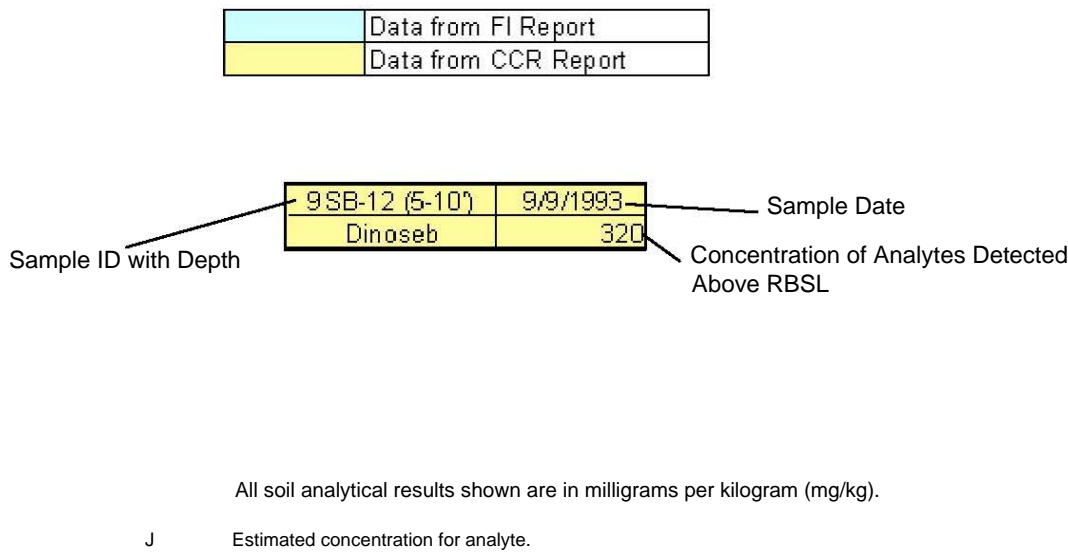 Data from FI Report
Data from CCR Report
9SB-12 (5-10') 9/9/1993
Sample Date
Dinoseb 320
Sample ID with Depth
Concentration of Analytes Detected
Above RBSL
All soil analytical results shown are in milligrams per kilogram (mg/kg).
J Estimated concentration for analyte.